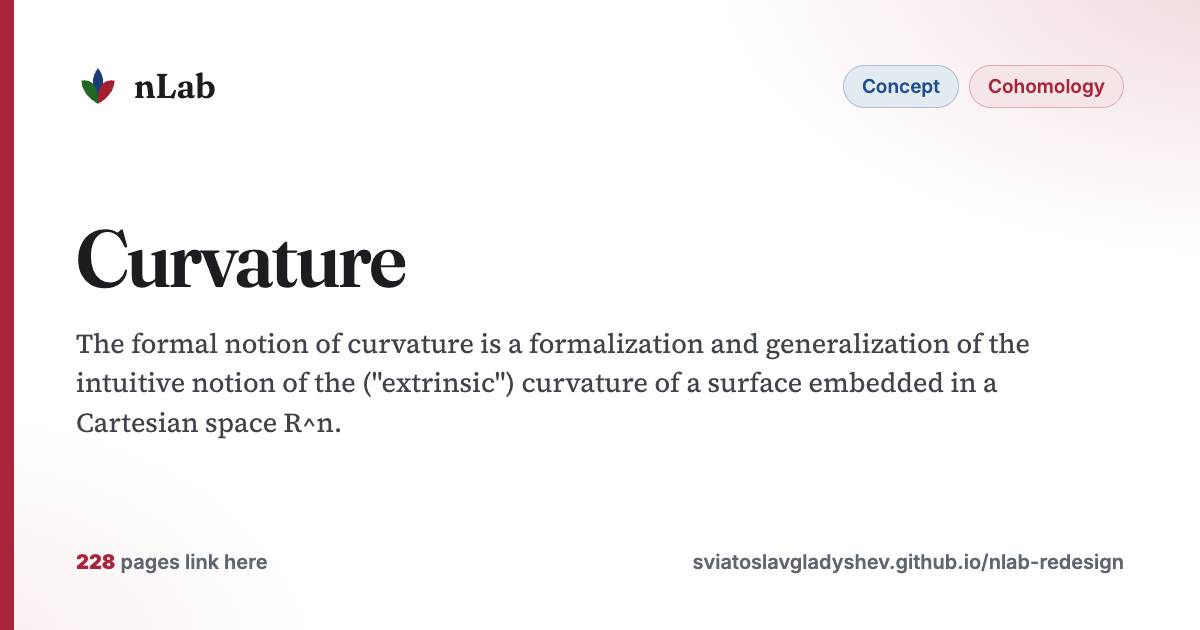 nLab
Concept
Cohomology
Curvature
The formal notion of curvature is a formalization and generalization of the
intuitive notion of the ("extrinsic") curvature of a surface embedded in a
Cartesian space R^n.
228 pages link here
sviatoslavgladyshev.github.io/nlab-redesign